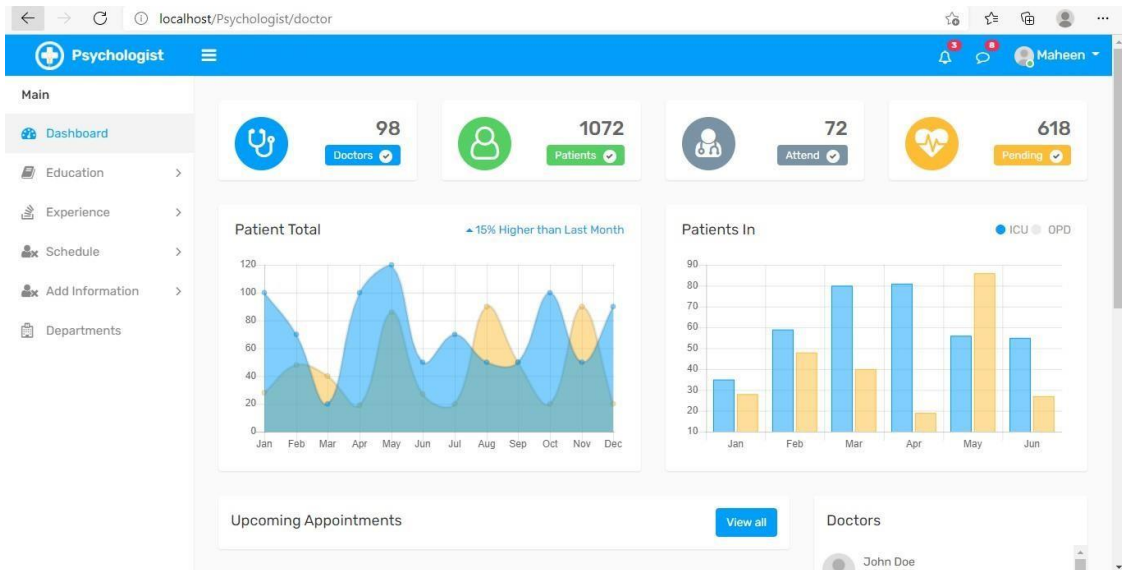 localhost/Psychologist/doctor
Psychologist
3
8
Maheen
Main
Dashboard
Education
Experience
Schedule
Add Information
Departments
98
Doctors
1072
Patients
72
Attend
618
Pending
Patient Total
15% Higher than Last Month
120
100
80
60
40
20
0
Jan Feb Mar Apr May Jun Jul Aug Sep Oct Nov Dec
Patients In
ICU OPD
90
80
70
60
50
40
30
20
10
Jan Feb Mar Apr May Jun
Upcoming Appointments
View all
Doctors
John Doe